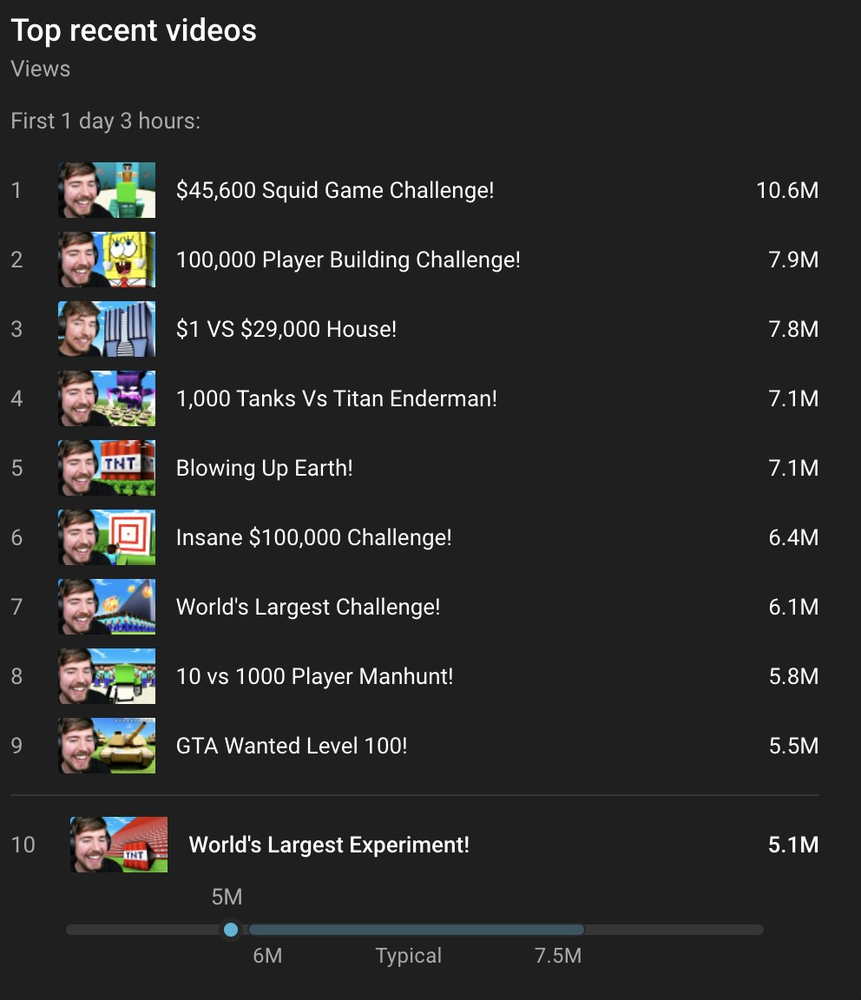 Top recent videos
Views
First 1 day 3 hours:
1 $45,600 Squid Game Challenge! 10.6M
2 100,000 Player Building Challenge! 7.9M
3 $1 VS $29,000 House! 7.8M
4 1,000 Tanks Vs Titan Enderman! 7.1M
TNT
5 Blowing Up Earth! 7.1M
6 Insane $100,000 Challenge! 6.4M
7 World's Largest Challenge! 6.1M
8 10 vs 1000 Player Manhunt! 5.8M
9 GTA Wanted Level 100! 5.5M
TNT
10 World's Largest Experiment! 5.1M
5M
6M Typical 7.5M